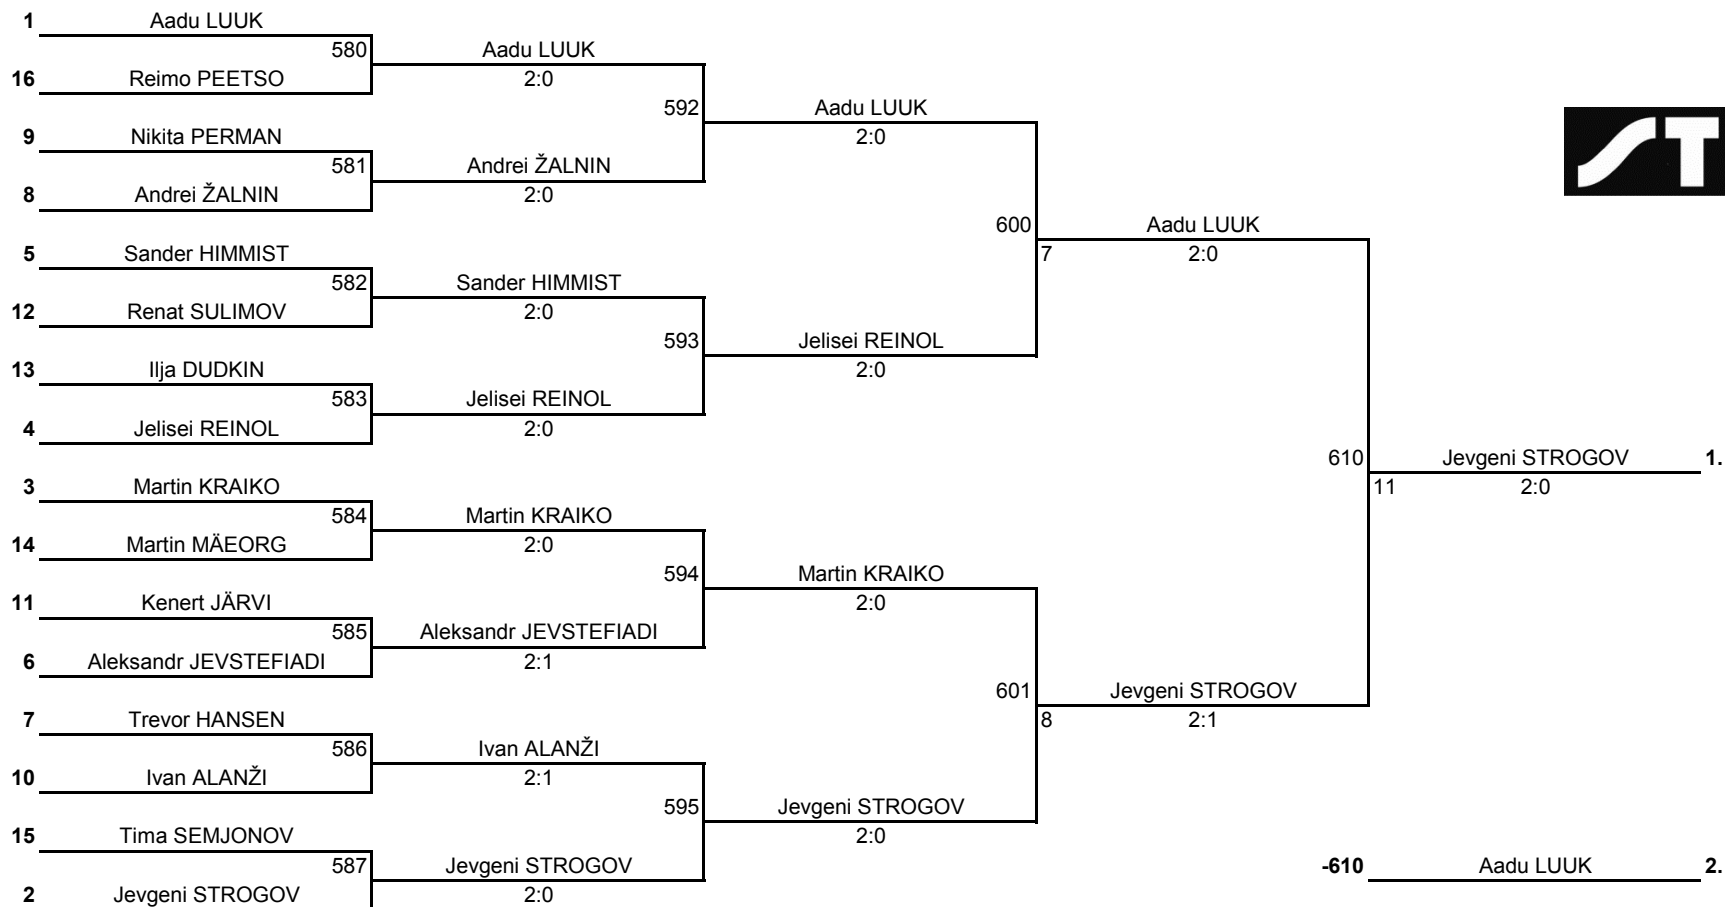 1 Aadu LUUK
580 Aadu LUUK
16 Reimo PEETSO 2:0
592 Aadu LUUK
9 Nikita PERMAN 2:0
581 Andrei ŽALNIN
8 Andrei ŽALNIN 2:0
ST
600 Aadu LUUK
5 Sander HIMMIST 7 2:0
582 Sander HIMMIST
12 Renat SULIMOV 2:0
593 Jelisei REINOL
13 Ilja DUDKIN 2:0
583 Jelisei REINOL
4 Jelisei REINOL 2:0
610 Jevgeni STROGOV 1.
3 Martin KRAIKO 11 2:0
584 Martin KRAIKO
14 Martin MÄEORG 2:0
594 Martin KRAIKO
11 Kenert JÄRVI 2:0
585 Aleksandr JEVSTEFIADI
6 Aleksandr JEVSTEFIADI 2:1
601 Jevgeni STROGOV
7 Trevor HANSEN 8 2:1
586 Ivan ALANŽI
10 Ivan ALANŽI 2:1
595 Jevgeni STROGOV
15 Tima SEMJONOV 2:0
587 Jevgeni STROGOV -610 Aadu LUUK 2.
2 Jevgeni STROGOV 2:0